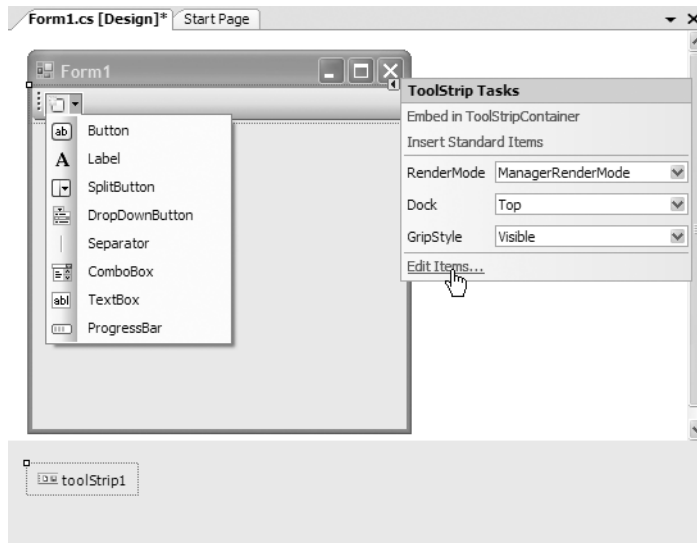 Form1.cs [Design]* Start Page
Form1
Button
Label
SplitButton
DropDownButton
Separator
ComboBox
TextBox
ProgressBar
ToolStrip Tasks
Embed in ToolStripContainer
Insert Standard Items
RenderMode ManagerRenderMode
Dock Top
GripStyle Visible
Edit Items...
toolStrip1